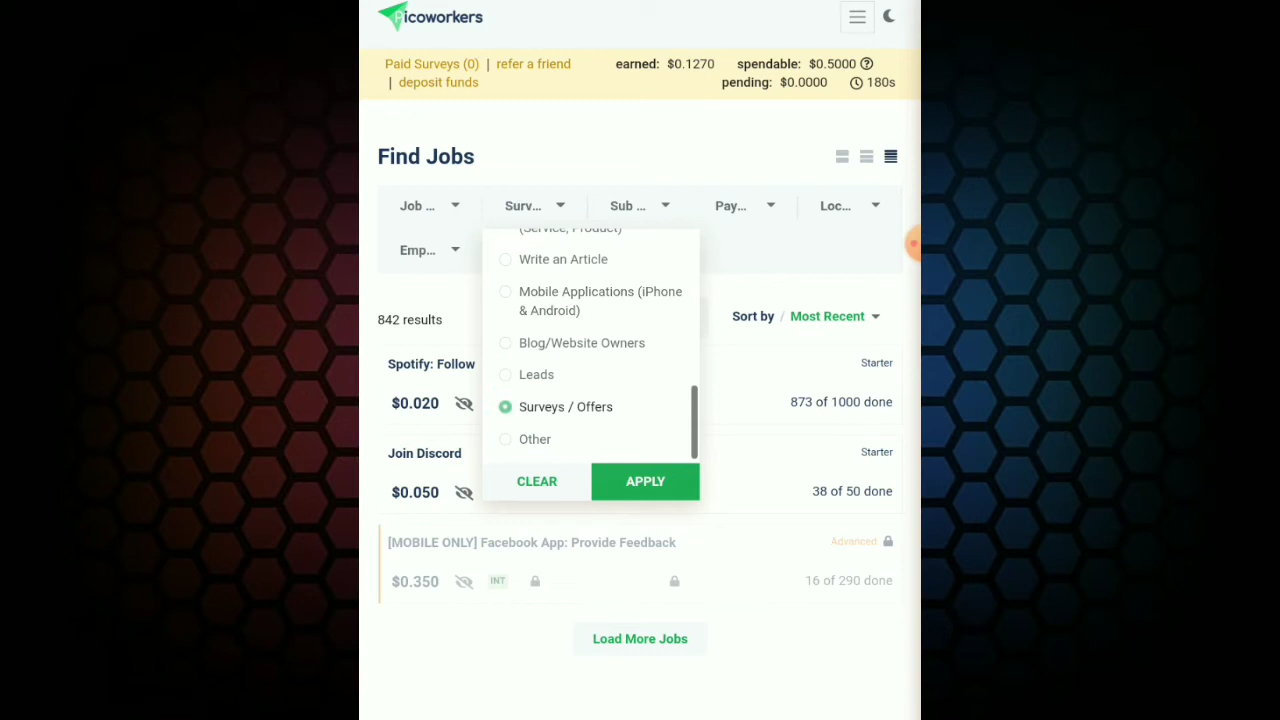 Picoworkers
Paid Surveys (0) | refer a friend
| deposit funds
earned: $0.1270 spendable: $0.5000
pending: $0.0000 180s
Find Jobs
Job ... Surv... Sub ... Pay... Loc...
Emp...
(Service, Product)
Write an Article
Mobile Applications (iPhone
& Android)
Blog/Website Owners
Leads
Surveys / Offers
Other
CLEAR APPLY
842 results
Sort by / Most Recent
Spotify: Follow Starter
$0.020 873 of 1000 done
Join Discord Starter
$0.050 38 of 50 done
[MOBILE ONLY] Facebook App: Provide Feedback Advanced
$0.350 INT 16 of 290 done
Load More Jobs